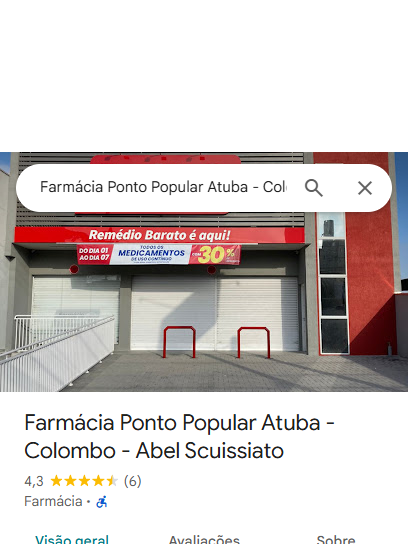 Farmácia Ponto Popular Atuba - Colo
Remédio Barato é aqui!
DO DIA 01
AO DIA 07
TODOS OS
MEDICAMENTOS
DE USO CONTÍNUO
COM
30%
Farmácia Ponto Popular Atuba -
Colombo - Abel Scuissiato
4,3 (6)
Farmácia ·
Visão geral Avaliações Sobre